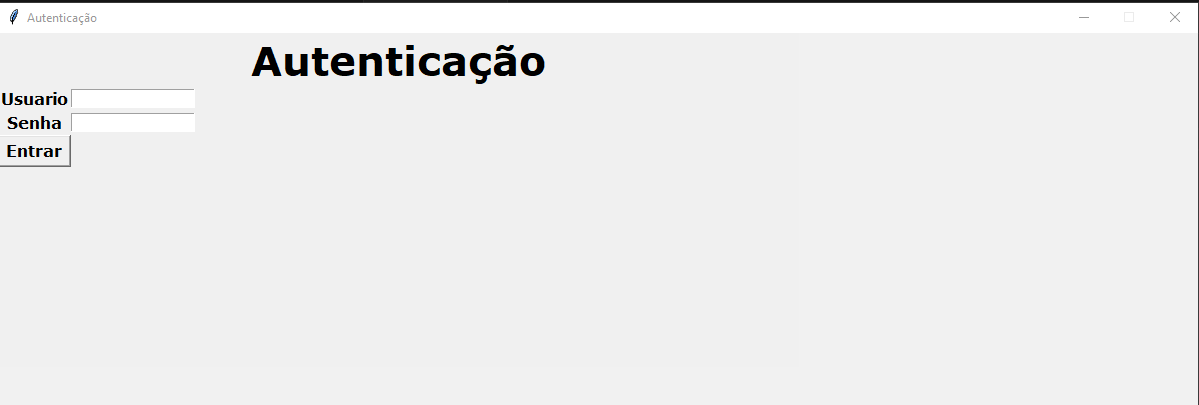 Autenticação
Autenticação
Usuario
Senha
Entrar